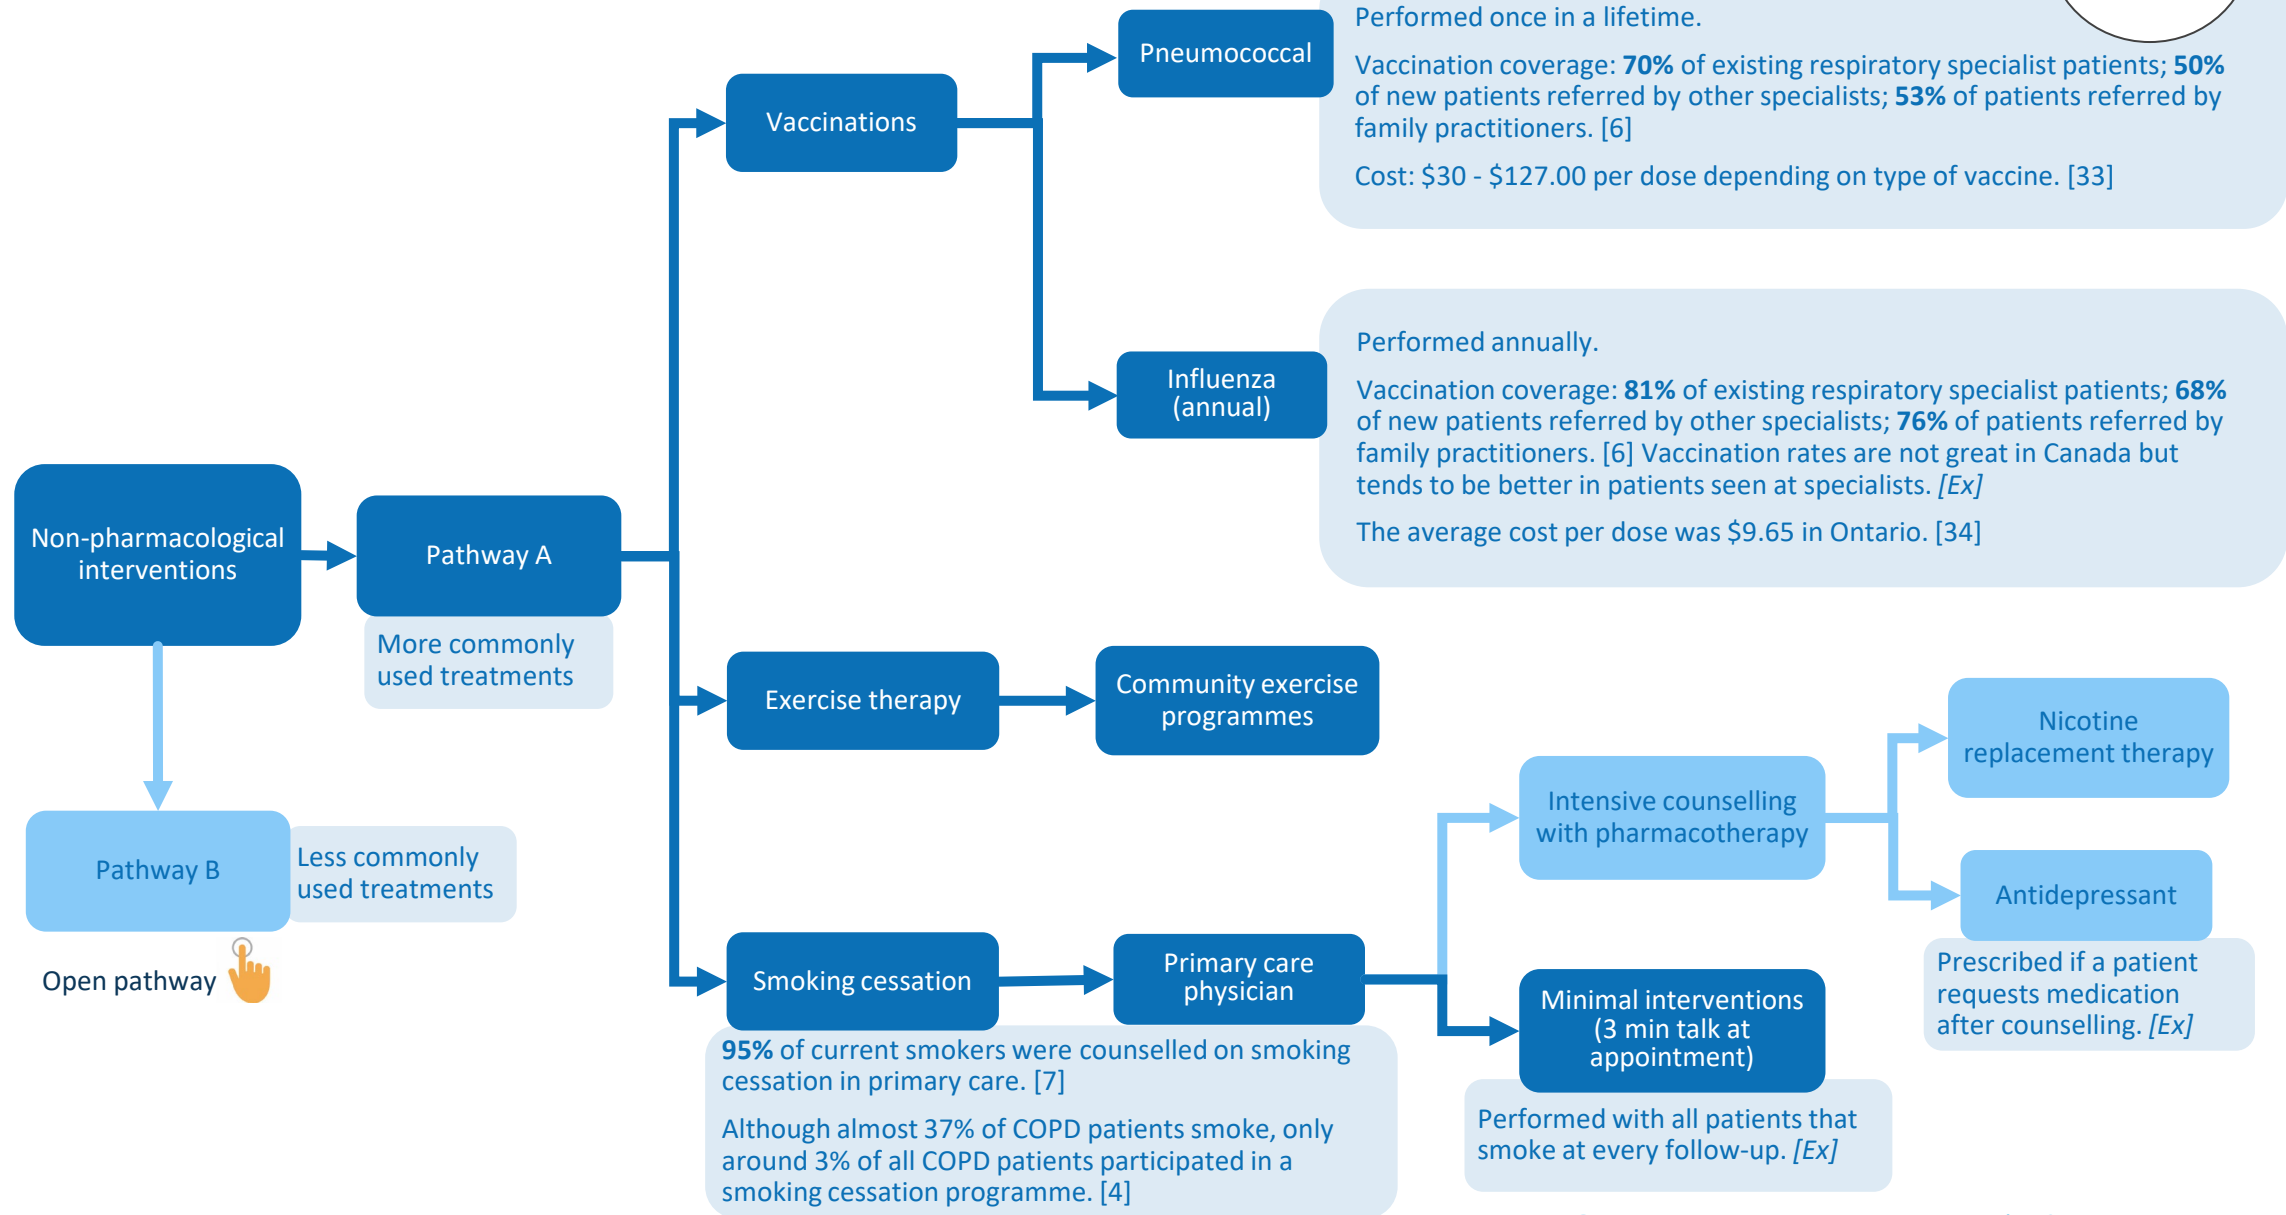 Performed once in a lifetime.
Pneumococcal
Vaccination coverage: 70% of existing respiratory specialist patients; 50%
of new patients referred by other specialists; 53% of patients referred by
family practitioners. [6]
Vaccinations
Cost: $30 - $127.00 per dose depending on type of vaccine. [33]
Performed annually.
Influenza
(annual)
Vaccination coverage: 81% of existing respiratory specialist patients; 68%
of new patients referred by other specialists; 76% of patients referred by
family practitioners. [6] Vaccination rates are not great in Canada but
tends to be better in patients seen at specialists. [Ex]
The average cost per dose was $9.65 in Ontario. [34]
Non-pharmacological
interventions
Pathway A
More commonly
used treatments
Exercise therapy
Community exercise
programmes
Nicotine
replacement therapy
Intensive counselling
with pharmacotherapy
Pathway B
Less commonly
used treatments
Antidepressant
Open pathway
Smoking cessation
Primary care
physician
Minimal interventions
(3 min talk at
appointment)
Prescribed if a patient
requests medication
after counselling. [Ex]
95% of current smokers were counselled on smoking
cessation in primary care. [7]
Although almost 37% of COPD patients smoke, only
around 3% of all COPD patients participated in a
smoking cessation programme. [4]
Performed with all patients that
smoke at every follow-up. [Ex]